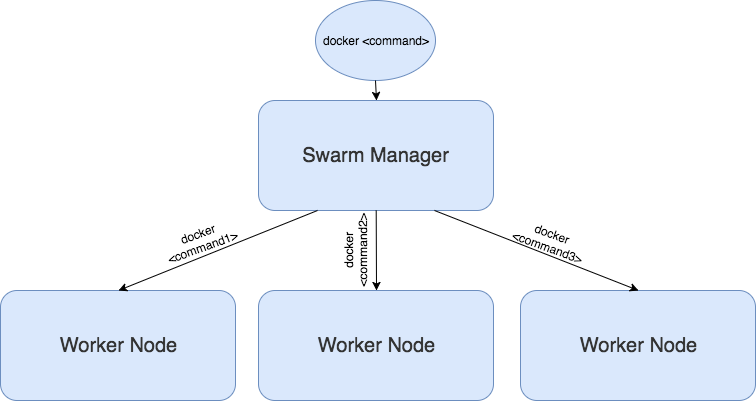 docker <command>
Swarm Manager
docker
<command1>
docker
<command2>
docker
<command3>
Worker Node
Worker Node
Worker Node